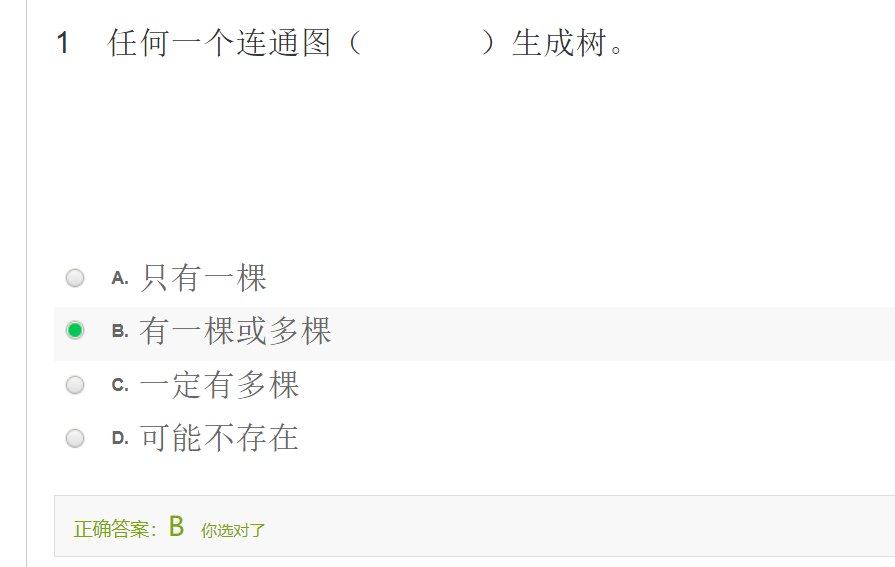 1 任何一个连通图（ ）生成树。
A. 只有一棵
B. 有一棵或多棵
C. 一定有多棵
D. 可能不存在
正确答案： B 你选对了